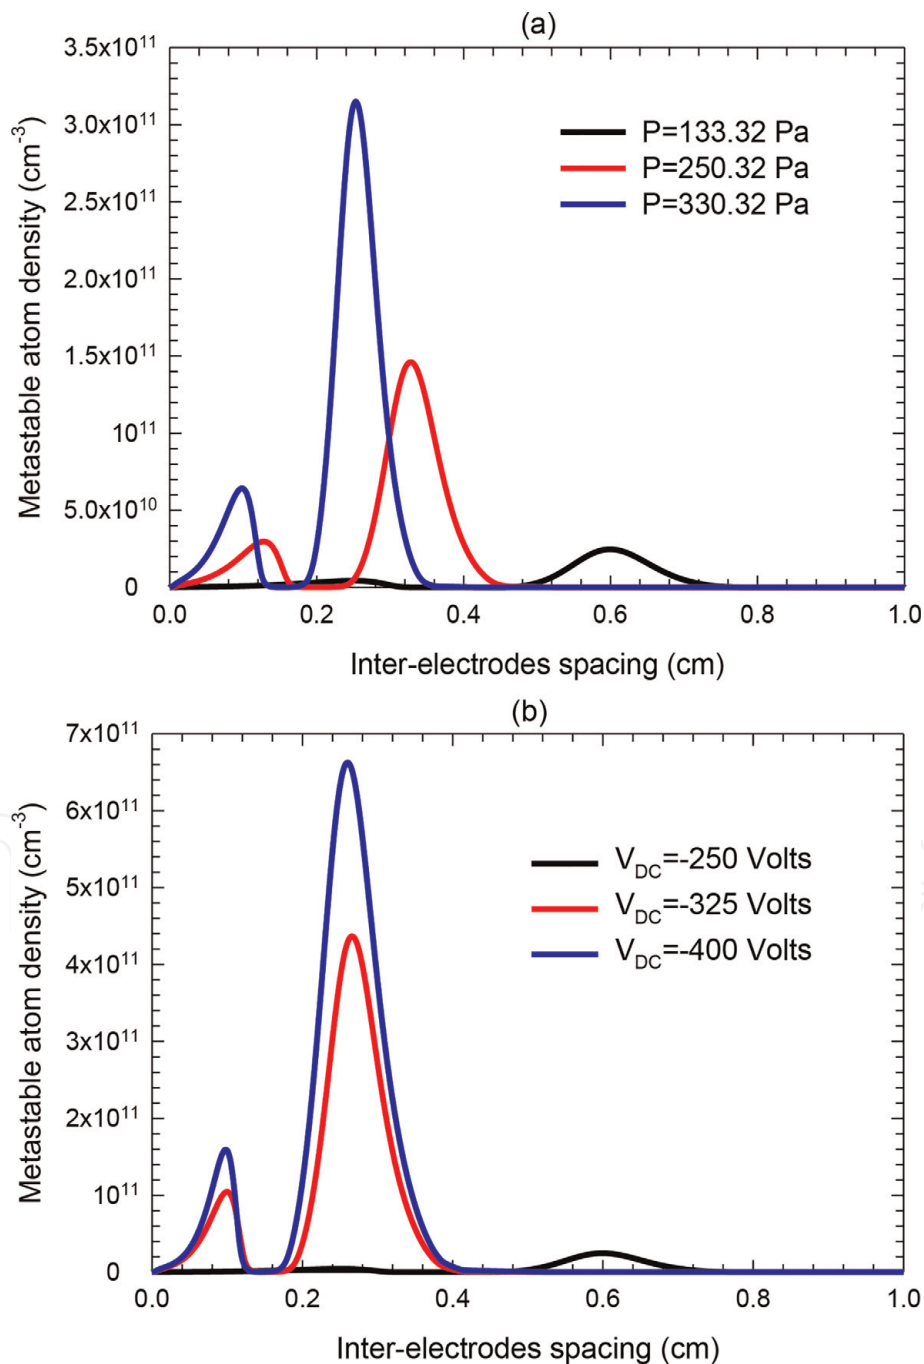 (a)
3.5x10¹¹
3.0x10¹¹
2.5x10¹¹
2.0x10¹¹
1.5x10¹¹
10¹¹
5.0x10¹⁰
0
Metastable atom density (cm⁻³)
P=133.32 Pa
P=250.32 Pa
P=330.32 Pa
0.0 0.2 0.4 0.6 0.8 1.0
Inter-electrodes spacing (cm)
(b)
7x10¹¹
6x10¹¹
5x10¹¹
4x10¹¹
3x10¹¹
2x10¹¹
10¹¹
0
Metastable atom density (cm⁻³)
V_DC=-250 Volts
V_DC=-325 Volts
V_DC=-400 Volts
0.0 0.2 0.4 0.6 0.8 1.0
Inter-electrodes spacing (cm)